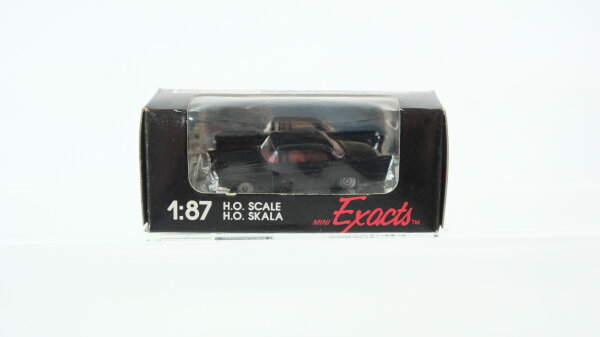 1:87
H.O. SCALE
H.O. SKALA
MINI Exacts™